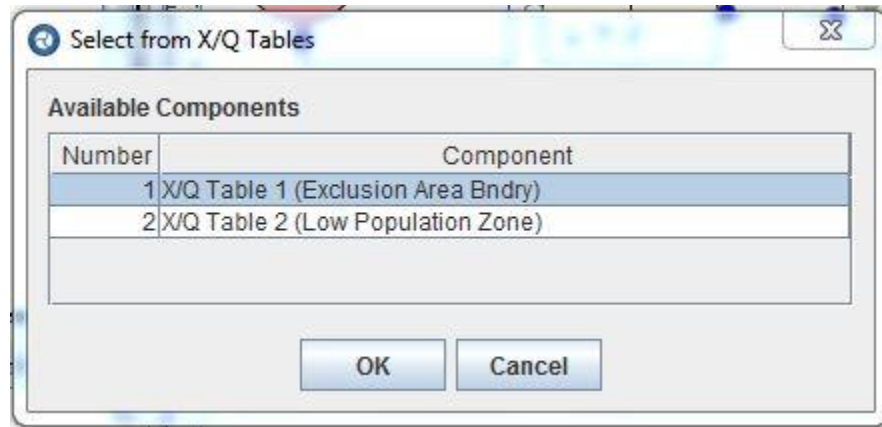 Select from X/Q Tables
Available Components
Number Component
1 X/Q Table 1 (Exclusion Area Bndry)
2 X/Q Table 2 (Low Population Zone)
OK Cancel